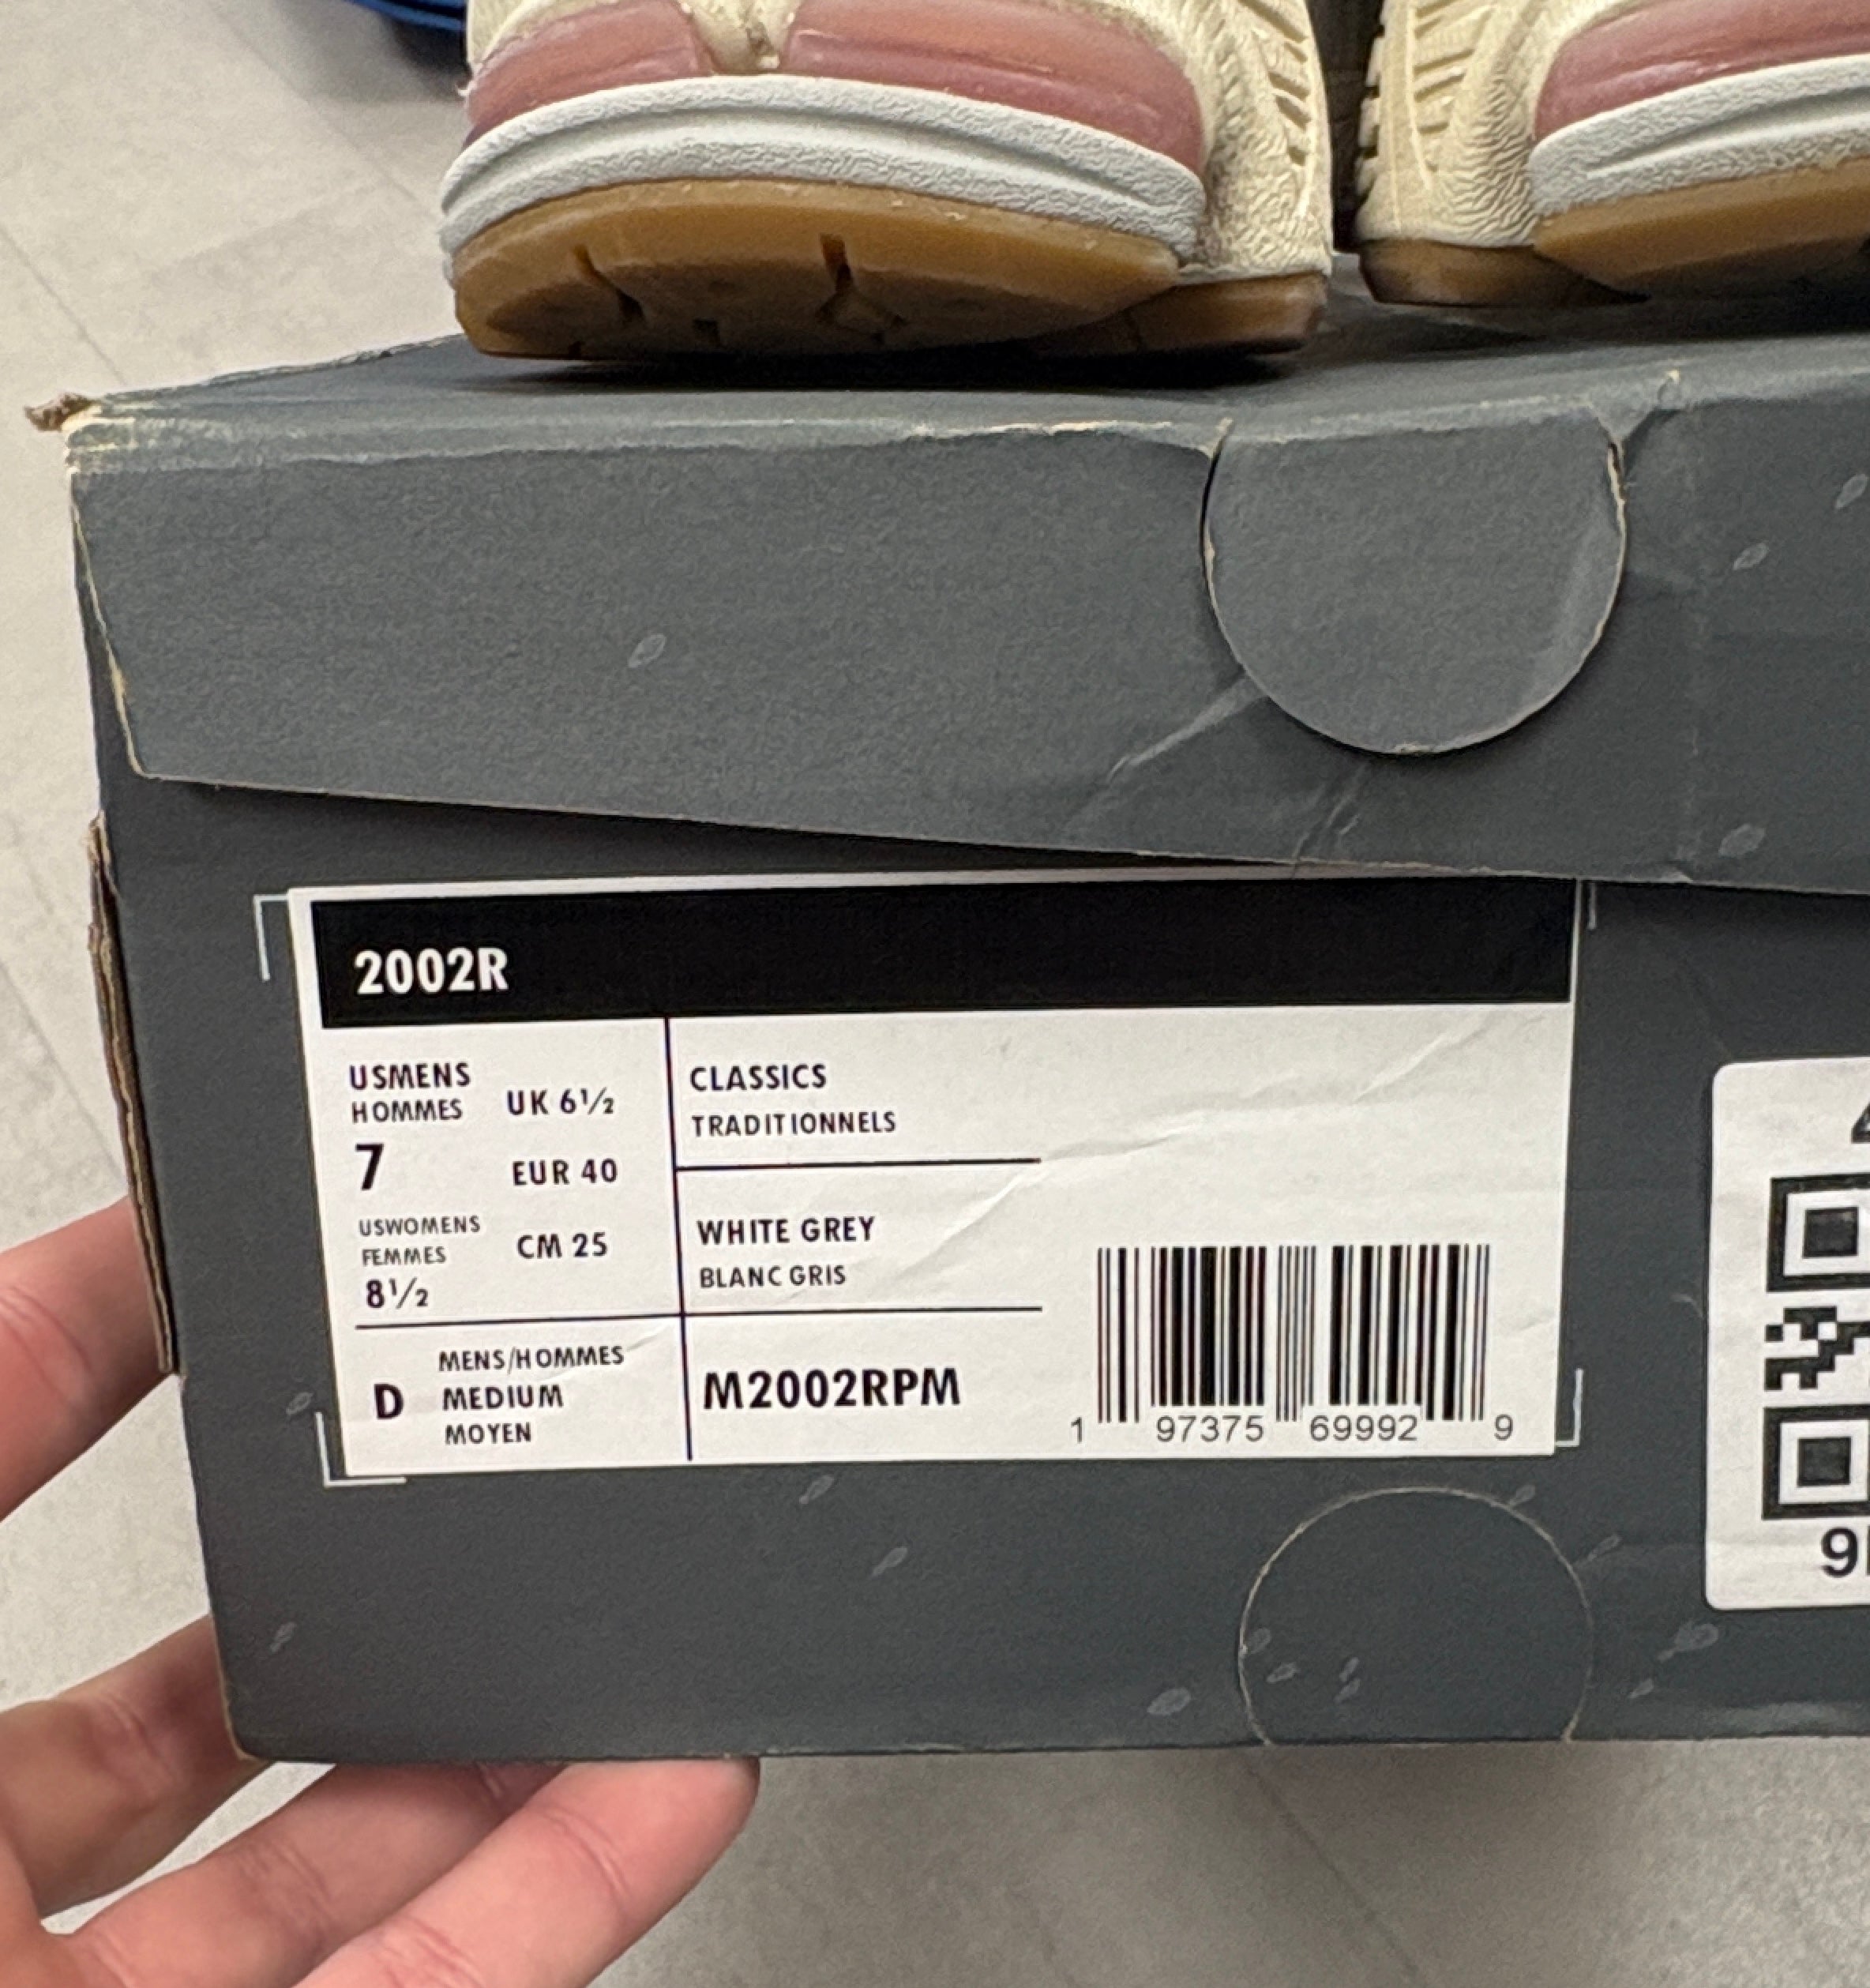 2002R
USMENS
HOMMES
7
UK 6½
EUR 40
CM 25
USWOMENS
FEMMES
8½
D
MENS/HOMMES
MEDIUM
MOYEN
CLASSICS
TRADITIONNELS
WHITE GREY
BLANC GRIS
M2002RPM
1 97375 69992 9